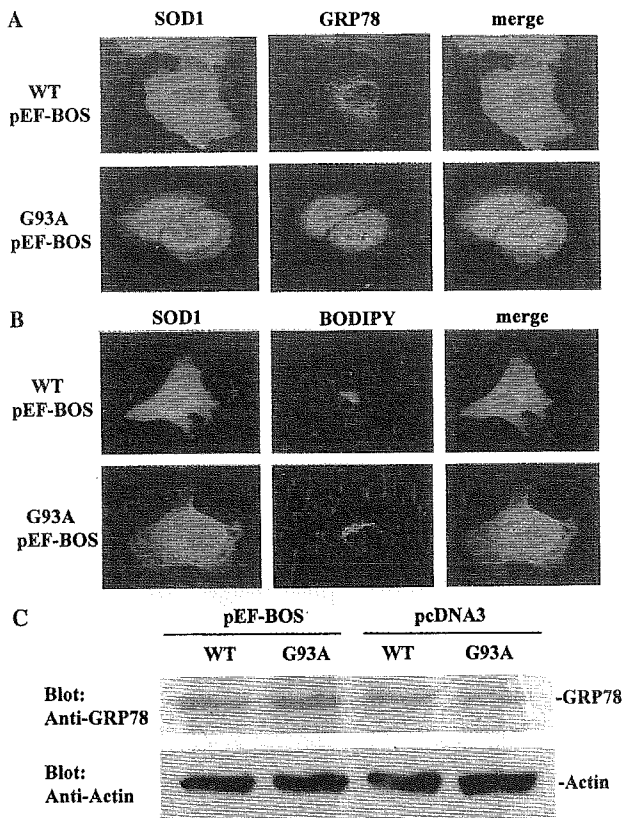 A
SOD1 GRP78 merge
WT
pEF-BOS
G93A
pEF-BOS
B
SOD1 BODIPY merge
WT
pEF-BOS
G93A
pEF-BOS
C
pEF-BOS pcDNA3
WT G93A WT G93A
Blot:
Anti-GRP78
-GRP78
Blot:
Anti-Actin
-Actin